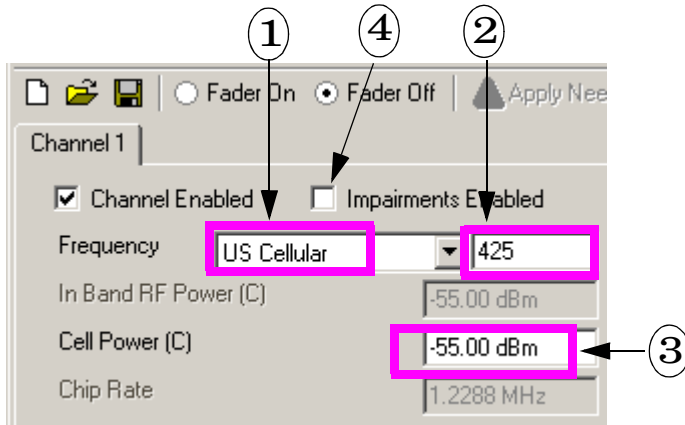 1 4 2
Fader On Fader Off Apply Nee
Channel 1
Channel Enabled Impairments Enabled
Frequency US Cellular 425
In Band RF Power (C) -55.00 dBm
Cell Power (C) -55.00 dBm 3
Chip Rate 1.2288 MHz